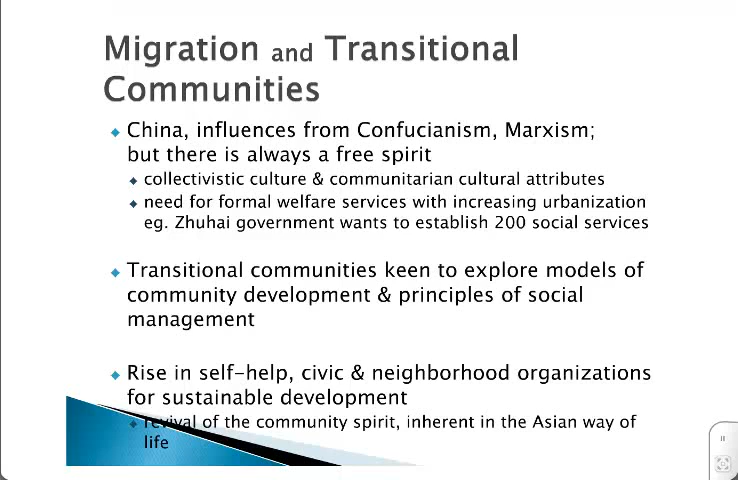 Migration and Transitional
Communities
China, influences from Confucianism, Marxism;
but there is always a free spirit
collectivistic culture & communitarian cultural attributes
need for formal welfare services with increasing urbanization
eg. Zhuhai government wants to establish 200 social services
Transitional communities keen to explore models of
community development & principles of social
management
Rise in self-help, civic & neighborhood organizations
for sustainable development
revival of the community spirit, inherent in the Asian way of
life